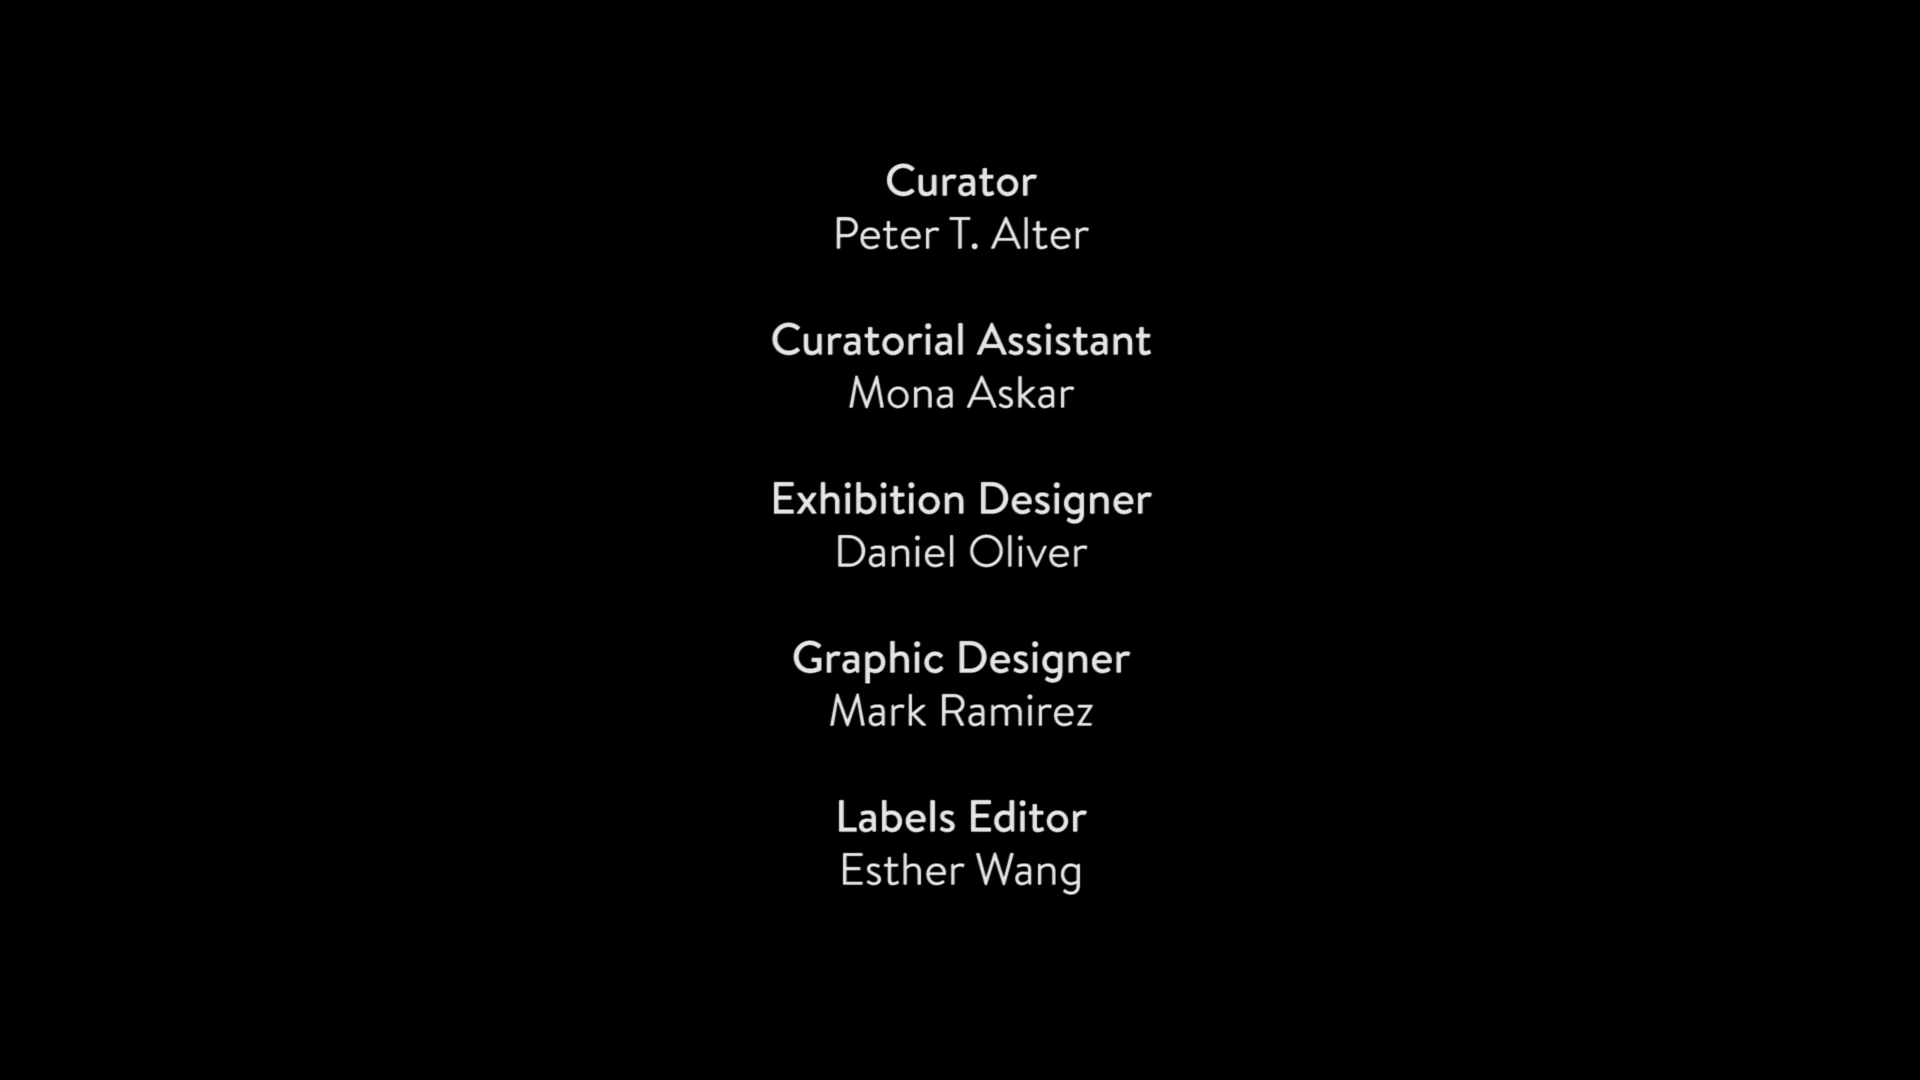 Curator
Peter T. Alter
Curatorial Assistant
Mona Askar
Exhibition Designer
Daniel Oliver
Graphic Designer
Mark Ramirez
Labels Editor
Esther Wang